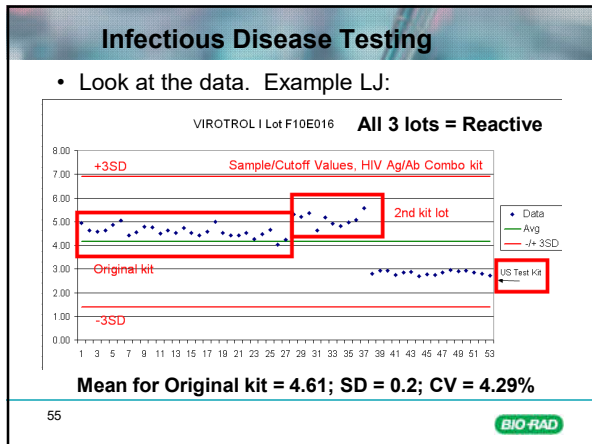 Infectious Disease Testing
• Look at the data. Example LJ:
VIROTROL I Lot F10E016
All 3 lots = Reactive
8.00
7.00
6.00
5.00
4.00
3.00
2.00
1.00
0.00
+3SD
Sample/Cutoff Values, HIV Ag/Ab Combo kit
2nd kit lot
Original kit
-3SD
Data
Avg
-/+ 3SD
US Test Kit
1 3 5 7 9 11 13 15 17 19 21 23 25 27 29 31 33 35 37 39 41 43 45 47 49 51 53
Mean for Original kit = 4.61; SD = 0.2; CV = 4.29%
55
BIO-RAD